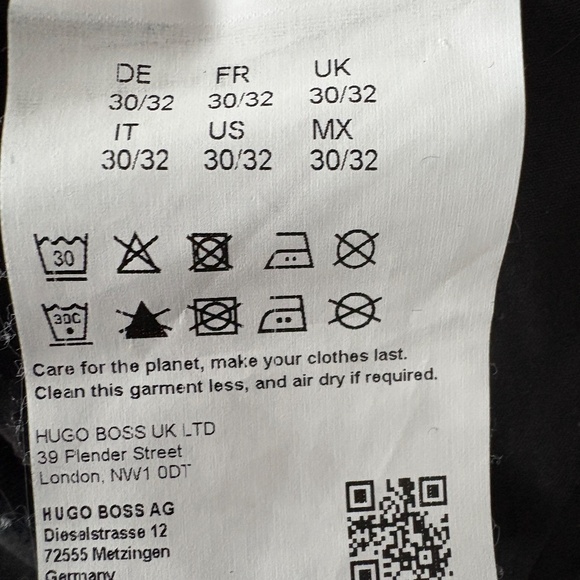 DE FR UK
30/32 30/32 30/32
IT US MX
30/32 30/32 30/32
30
30C
Care for the planet, make your clothes last.
Clean this garment less, and air dry if required.
HUGO BOSS UK LTD
39 Plender Street
London, NW1 0DT
HUGO BOSS AG
Dieselstrasse 12
72555 Metzingen
Germany